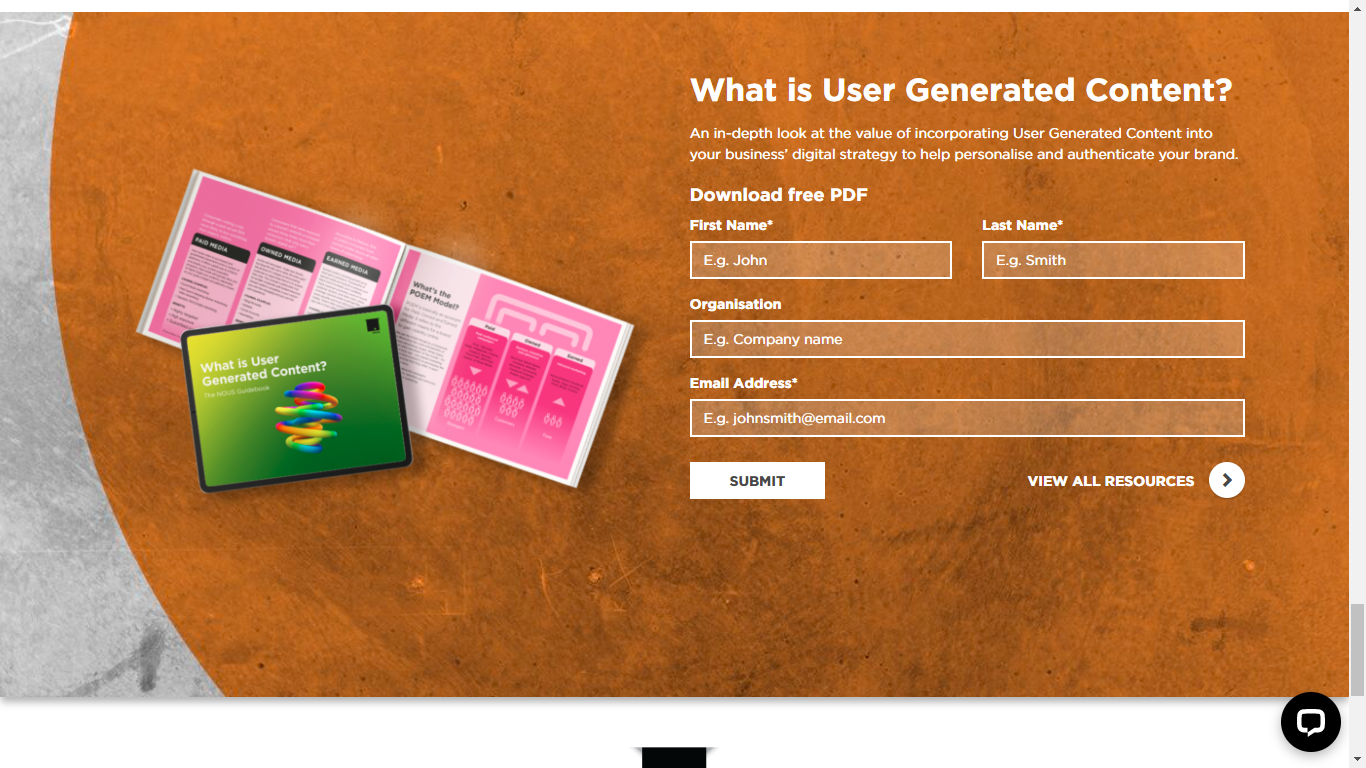 What is User Generated Content?
An in-depth look at the value of incorporating User Generated Content into
your business’ digital strategy to help personalise and authenticate your brand.
Download free PDF
First Name*
Last Name*
E.g. John
E.g. Smith
Organisation
E.g. Company name
Email Address*
E.g. johnsmith@email.com
SUBMIT
VIEW ALL RESOURCES
PAID MEDIA
OWNED MEDIA
EARNED MEDIA
What's the
POEM Model?
Paid
Owned
Earned
What is User
Generated Content?
The NOUS Guidebook